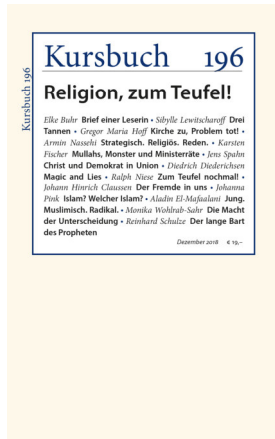 Kursbuch 196
Kursbuch 196
Religion, zum Teufel!
Elke Buhr Brief einer Leserin • Sibylle Lewitscharoff Drei
Tannen • Gregor Maria Hoff Kirche zu, Problem tot! •
Armin Nassehi Strategisch. Religiös. Reden. • Karsten
Fischer Mullahs, Monster und Ministerräte • Jens Spahn
Christ und Demokrat in Union • Diedrich Diederichsen
Magic and Lies • Ralph Niese Zum Teufel nochmal! •
Johann Hinrich Claussen Der Fremde in uns • Johanna
Pink Islam? Welcher Islam? • Aladin El-Mafaalani Jung.
Muslimisch. Radikal. • Monika Wohlrab-Sahr Die Macht
der Unterscheidung • Reinhard Schulze Der lange Bart
des Propheten
Dezember 2018 € 19,–